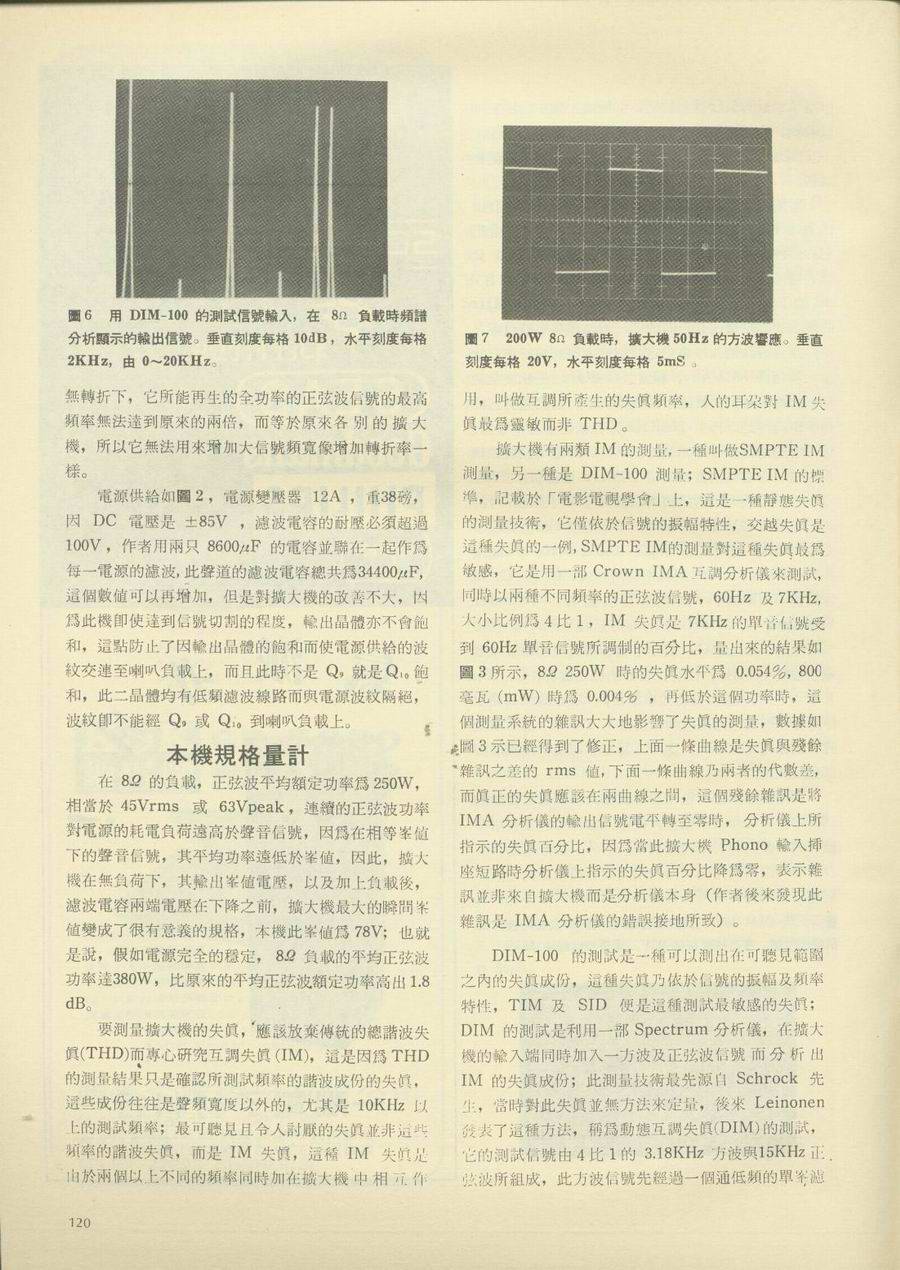 圖6 用 DIM-100 的測試信號輸入，在 8Ω 負載時頻譜
分析顯示的輸出信號。垂直刻度每格 10dB，水平刻度每格
2KHz，由 0～20KHz。
無轉折下，它所能再生的全功率的正弦波信號的最高
頻率無法達到原來的兩倍，而等於原來各別的擴大
機，所以它無法用來增加大信號頻寬像增加轉折率一
樣。
電源供給如圖2，電源變壓器 12A，重38磅，
因 DC 電壓是 ±85V，濾波電容的耐壓必須超過
100V，作者用兩只 8600μF 的電容並聯在一起作爲
每一電源的濾波，此聲道的濾波電容總共爲34400μF，
這個數値可以再增加，但是對擴大機的改善不大，因
爲此機卽使達到信號切割的程度，輸出晶體亦不會飽
和，這點防止了因輸出晶體的飽和而使電源供給的波
紋交連至喇叭負載上，而且此時不是 Q₉ 就是 Q₁₀ 飽
和，此二晶體均有低頻濾波線路而與電源波紋隔絕，
波紋卽不能經 Q₉ 或 Q₁₀ 到喇叭負載上。
本機規格量計
在 8Ω 的負載，正弦波平均額定功率爲 250W，
相當於 45Vrms 或 63Vpeak，連續的正弦波功率
對電源的耗電負荷遠高於聲音信號，因爲在相等峯値
下的聲音信號，其平均功率遠低於峯値，因此，擴大
機在無負荷下，其輸出峯値電壓，以及加上負載後，
濾波電容兩端電壓在下降之前，擴大機最大的瞬間峯
値變成了很有意義的規格，本機此峯値爲 78V；也就
是說，假如電源完全的穩定，8Ω 負載的平均正弦波
功率達380W，比原來的平均正弦波額定功率高出 1.8
dB。
要測量擴大機的失眞，應該放棄傳統的總諧波失
眞(THD)而專心研究互調失眞 (IM)，這是因爲 THD
的測量結果只是確認所測試頻率的諧波成份的失眞，
這些成份往往是聲頻寬度以外的，尤其是 10KHz 以
上的測試頻率；最可聽見且令人討厭的失眞並非這些
頻率的諧波失眞，而是 IM 失眞，這種 IM 失眞是
由於兩個以上不同的頻率同時加在擴大機中相互作
圖7 200W 8Ω 負載時，擴大機 50Hz 的方波響應。垂直
刻度每格 20V，水平刻度每格 5mS。
用，叫做互調所產生的失眞頻率，人的耳朶對 IM 失
眞最爲靈敏而非 THD。
擴大機有兩類 IM 的測量，一種叫做SMPTE IM
測量，另一種是 DIM-100 測量；SMPTE IM 的標
準，記載於「電影電視學會」上，這是一種靜態失眞
的測量技術，它僅依於信號的振幅特性，交越失眞是
這種失眞的一例，SMPTE IM的測量對這種失眞最爲
敏感，它是用一部 Crown IMA 互調分析儀來測試，
同時以兩種不同頻率的正弦波信號，60Hz 及 7KHz，
大小比例爲 4 比 1，IM 失眞是 7KHz 的單音信號受
到 60Hz 單音信號所調制的百分比，量出來的結果如
圖3所示，8Ω 250W 時的失眞水平爲 0.054%，800
毫瓦 (mW) 時爲 0.004%，再低於這個功率時，這
個測量系統的雜訊大大地影響了失眞的測量，數據如
圖3示已經得到了修正，上面一條曲線是失眞與殘餘
雜訊之差的 rms 値，下面一條曲線乃兩者的代數差，
而眞正的失眞應該在兩曲線之間，這個殘餘雜訊是將
IMA 分析儀的輸出信號電平轉至零時，分析儀上所
指示的失眞百分比，因爲當此擴大機 Phono 輸入揷
座短路時分析儀上指示的失眞百分比降爲零，表示雜
訊並非來自擴大機而是分析儀本身（作者後來發現此
雜訊是 IMA 分析儀的錯誤接地所致）。
DIM-100 的測試是一種可以測出在可聽見範圍
之內的失眞成份，這種失眞乃依於信號的振幅及頻率
特性，TIM 及 SID 便是這種測試最敏感的失眞；
DIM 的測試是利用一部 Spectrum 分析儀，在擴大
機的輸入端同時加入一方波及正弦波信號而分析出
IM 的失眞成份；此測量技術最先源自 Schrock 先
生，當時對此失眞並無方法來定量，後來 Leinonen
發表了這種方法，稱爲動態互調失眞(DIM)的測試，
它的測試信號由 4 比 1 的 3.18KHz 方波與15KHz 正
弦波所組成，此方波信號先經過一個通低頻的單峯濾
120